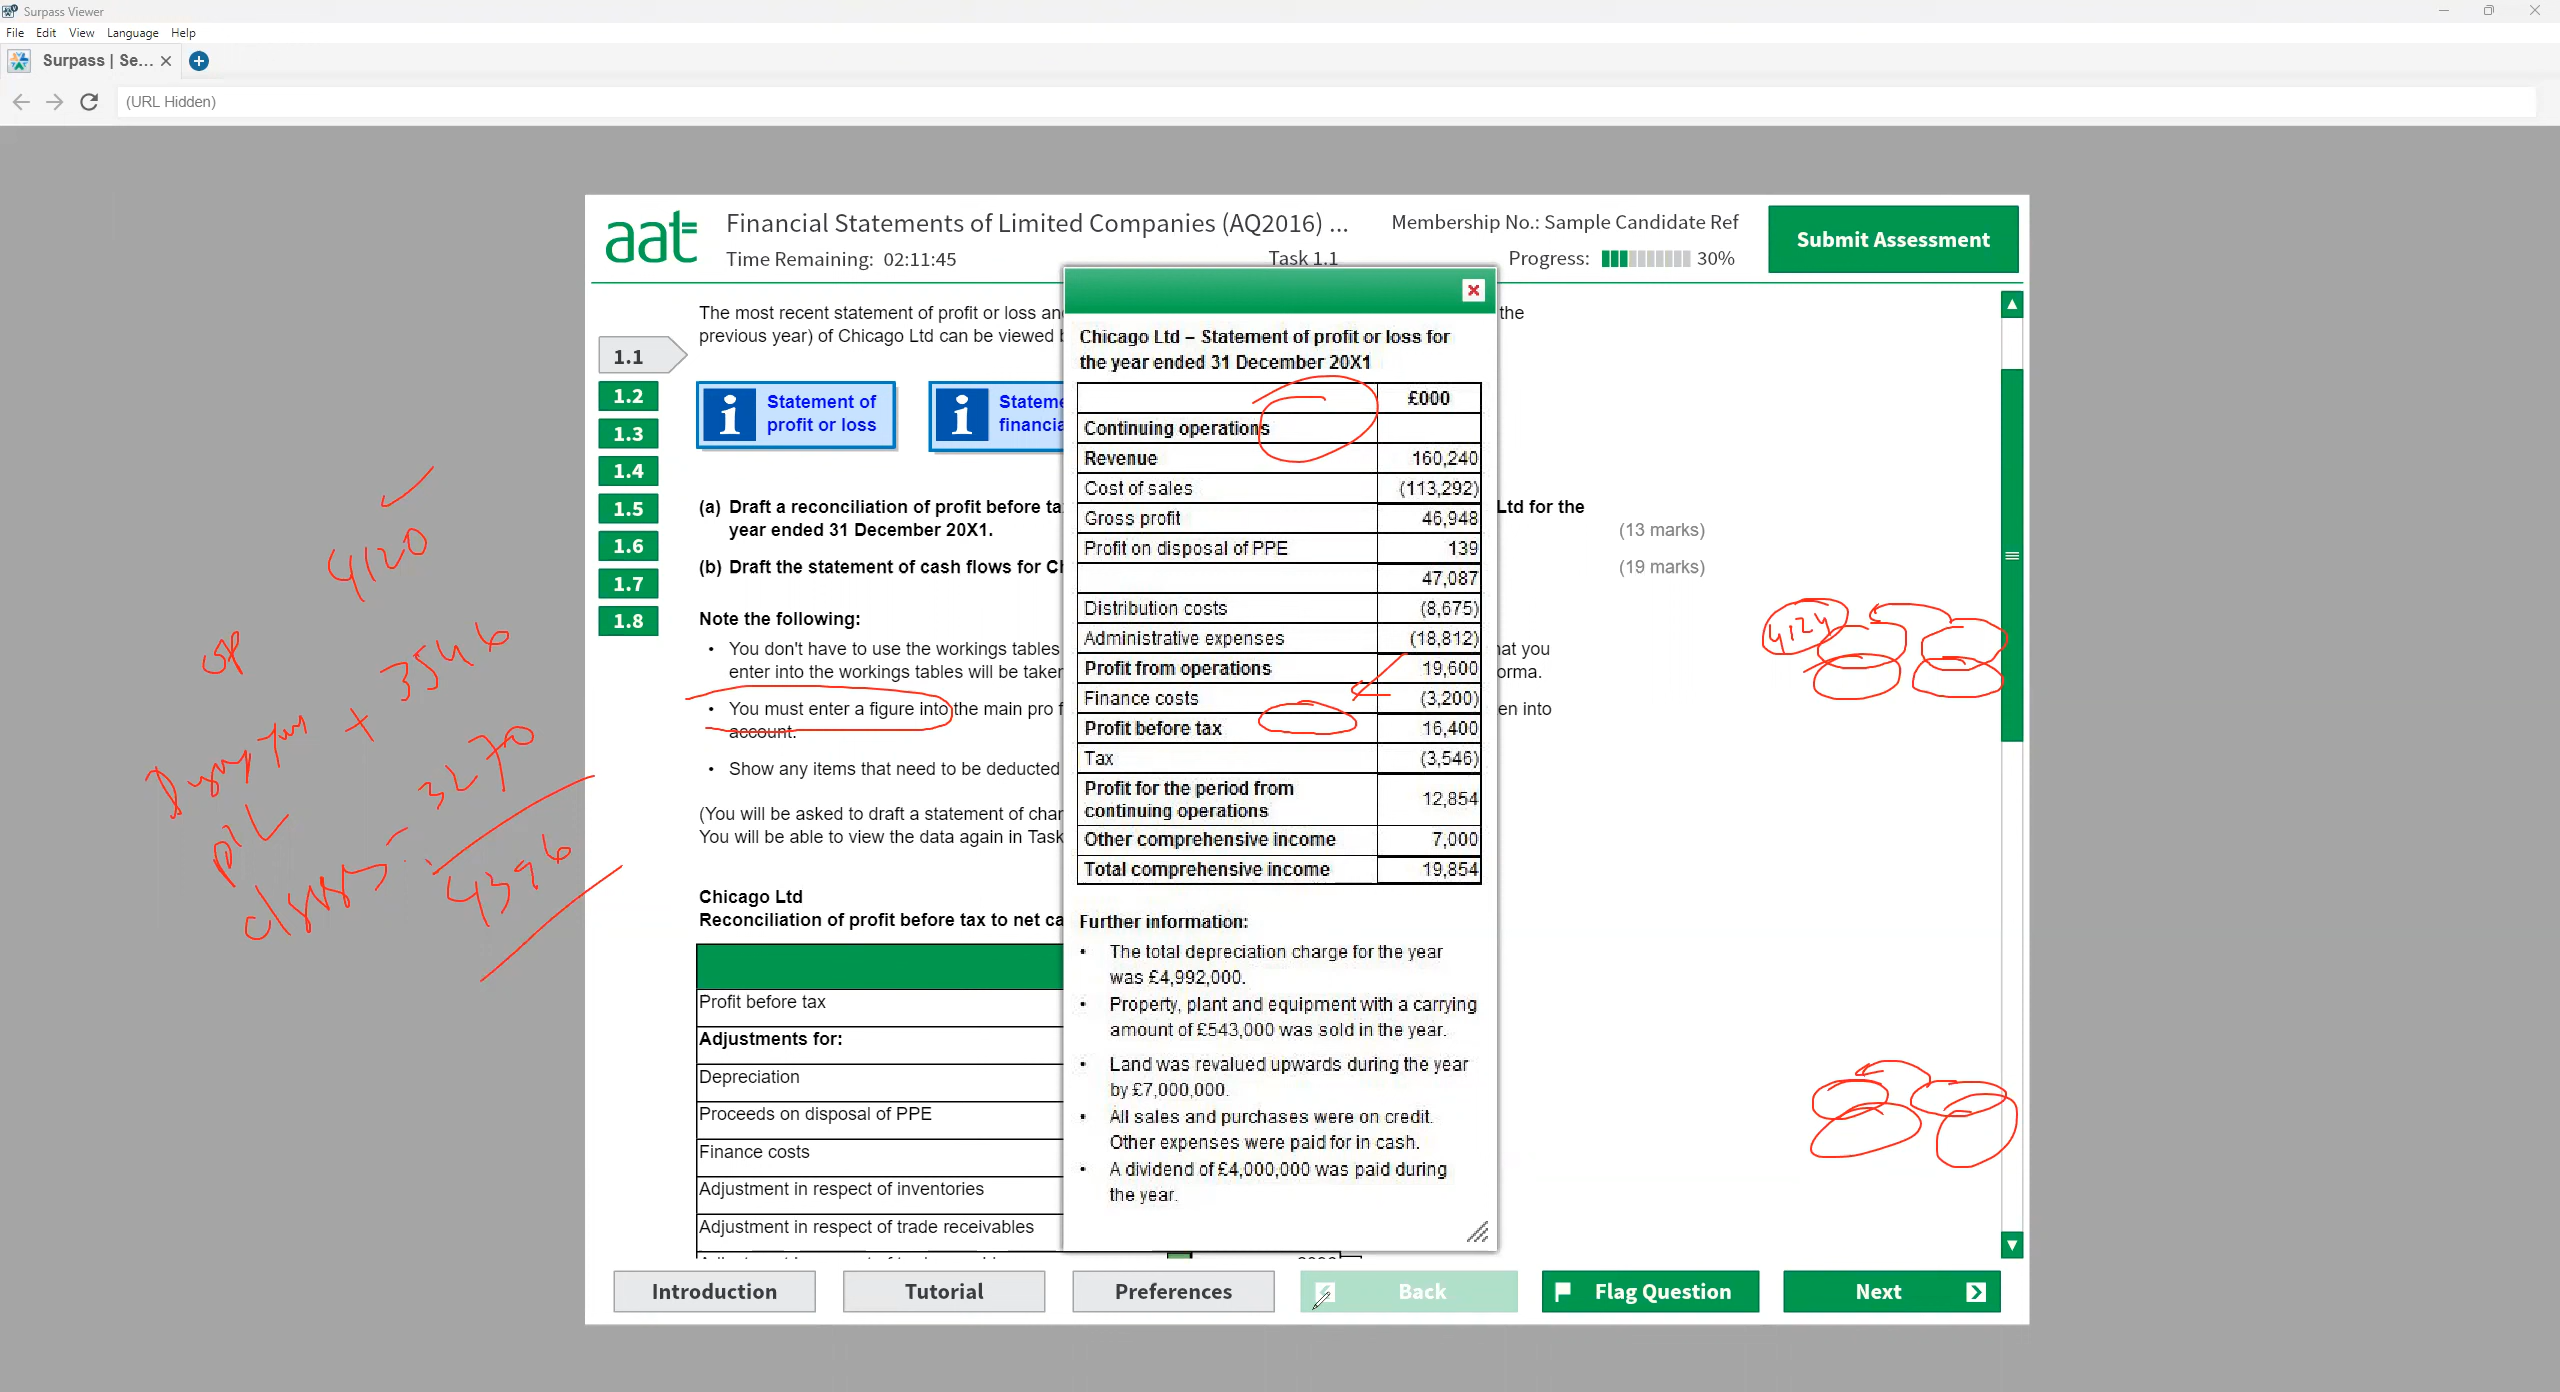 Surpass Viewer
File Edit View Language Help
Surpass | Se...
(URL Hidden)
aat
Financial Statements of Limited Companies (AQ2016) ...
Membership No.: Sample Candidate Ref
Submit Assessment
Time Remaining: 02:11:45
Task 1.1
Progress: 30%
The most recent statement of profit or loss an
the
previous year) of Chicago Ltd can be viewed
1.1
1.2
1.3
1.4
1.5
1.6
1.7
1.8
Statement of
profit or loss
Stateme
financia
(a) Draft a reconciliation of profit before ta
Ltd for the
year ended 31 December 20X1.
(13 marks)
(b) Draft the statement of cash flows for C
(19 marks)
Note the following:
• You don't have to use the workings tables
that you
enter into the workings tables will be taken
orma.
• You must enter a figure into the main pro f
en into
account.
• Show any items that need to be deducted
(You will be asked to draft a statement of cha
You will be able to view the data again in Task
Chicago Ltd
Reconciliation of profit before tax to net ca
Profit before tax
Adjustments for:
Depreciation
Proceeds on disposal of PPE
Finance costs
Adjustment in respect of inventories
Adjustment in respect of trade receivables
Chicago Ltd – Statement of profit or loss for
the year ended 31 December 20X1
£000
Continuing operations
Revenue 160,240
Cost of sales (113,292)
Gross profit 46,948
Profit on disposal of PPE 139
47,087
Distribution costs (8,675)
Administrative expenses (18,812)
Profit from operations 19,600
Finance costs (3,200)
Profit before tax 16,400
Tax (3,546)
Profit for the period from
continuing operations 12,854
Other comprehensive income 7,000
Total comprehensive income 19,854
Further information:
• The total depreciation charge for the year
was £4,992,000.
• Property, plant and equipment with a carrying
amount of £543,000 was sold in the year.
• Land was revalued upwards during the year
by £7,000,000.
• All sales and purchases were on credit.
Other expenses were paid for in cash.
• A dividend of £4,000,000 was paid during
the year.
4120
OP
+ 3546
P/L
3270
4396
4124
Introduction
Tutorial
Preferences
Back
Flag Question
Next